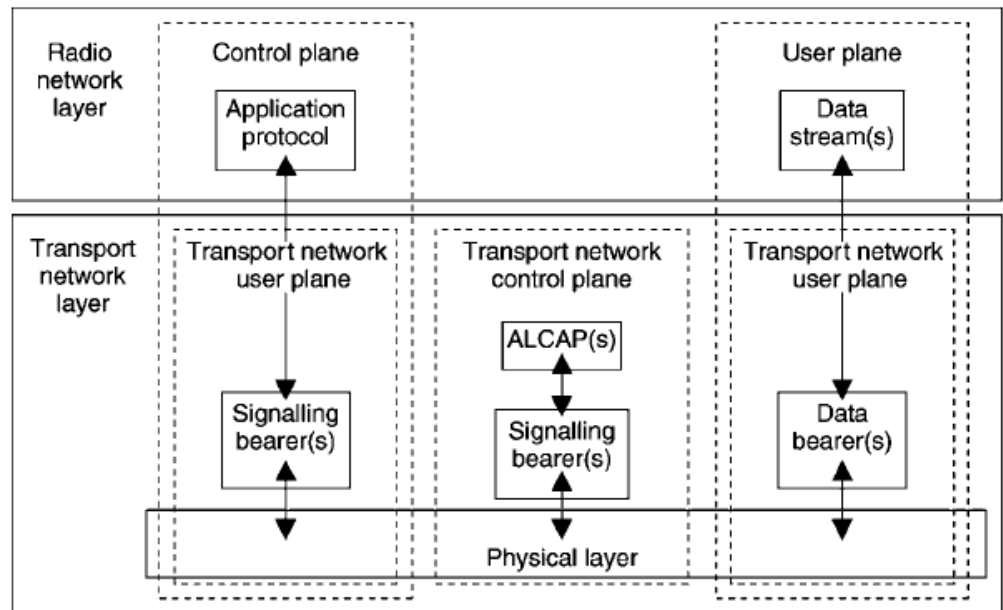 Radio
network
layer
Control plane
User plane
Application
protocol
Data
stream(s)
Transport
network
layer
Transport network
user plane
Transport network
control plane
Transport network
user plane
ALCAP(s)
Signalling
bearer(s)
Signalling
bearer(s)
Data
bearer(s)
Physical layer